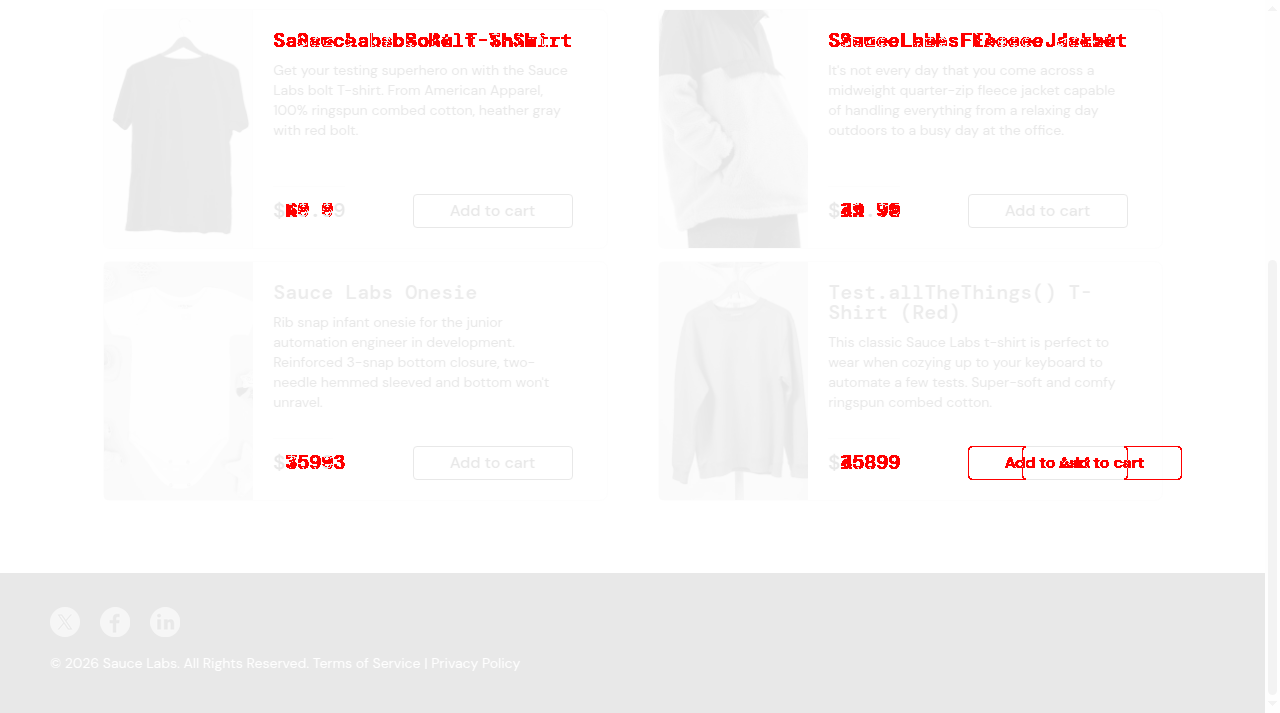 Get your testing superhero on with the Sauce
Labs bolt T-shirt. From American Apparel,
100% ringspun combed cotton, heather gray
with red bolt.
Add to cart
It's not every day that you come across a
midweight quarter-zip fleece jacket capable
of handling everything from a relaxing day
outdoors to a busy day at the office.
Add to cart
Sauce Labs Onesie
Rib snap infant onesie for the junior
automation engineer in development.
Reinforced 3-snap bottom closure, two-
needle hemmed sleeved and bottom won't
unravel.
Add to cart
Test.allTheThings() T-
Shirt (Red)
This classic Sauce Labs t-shirt is perfect to
wear when cozying up to your keyboard to
automate a few tests. Super-soft and comfy
ringspun combed cotton.
Add to cart
© 2026 Sauce Labs. All Rights Reserved. Terms of Service | Privacy Policy